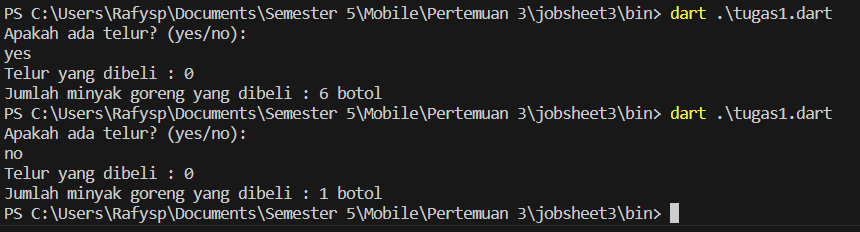 PS C:\Users\Rafysp\Documents\Semester 5\Mobile\Pertemuan 3\jobsheet3\bin> dart .\tugas1.dart
Apakah ada telur? (yes/no):
yes
Telur yang dibeli : 0
Jumlah minyak goreng yang dibeli : 6 botol
PS C:\Users\Rafysp\Documents\Semester 5\Mobile\Pertemuan 3\jobsheet3\bin> dart .\tugas1.dart
Apakah ada telur? (yes/no):
no
Telur yang dibeli : 0
Jumlah minyak goreng yang dibeli : 1 botol
PS C:\Users\Rafysp\Documents\Semester 5\Mobile\Pertemuan 3\jobsheet3\bin>